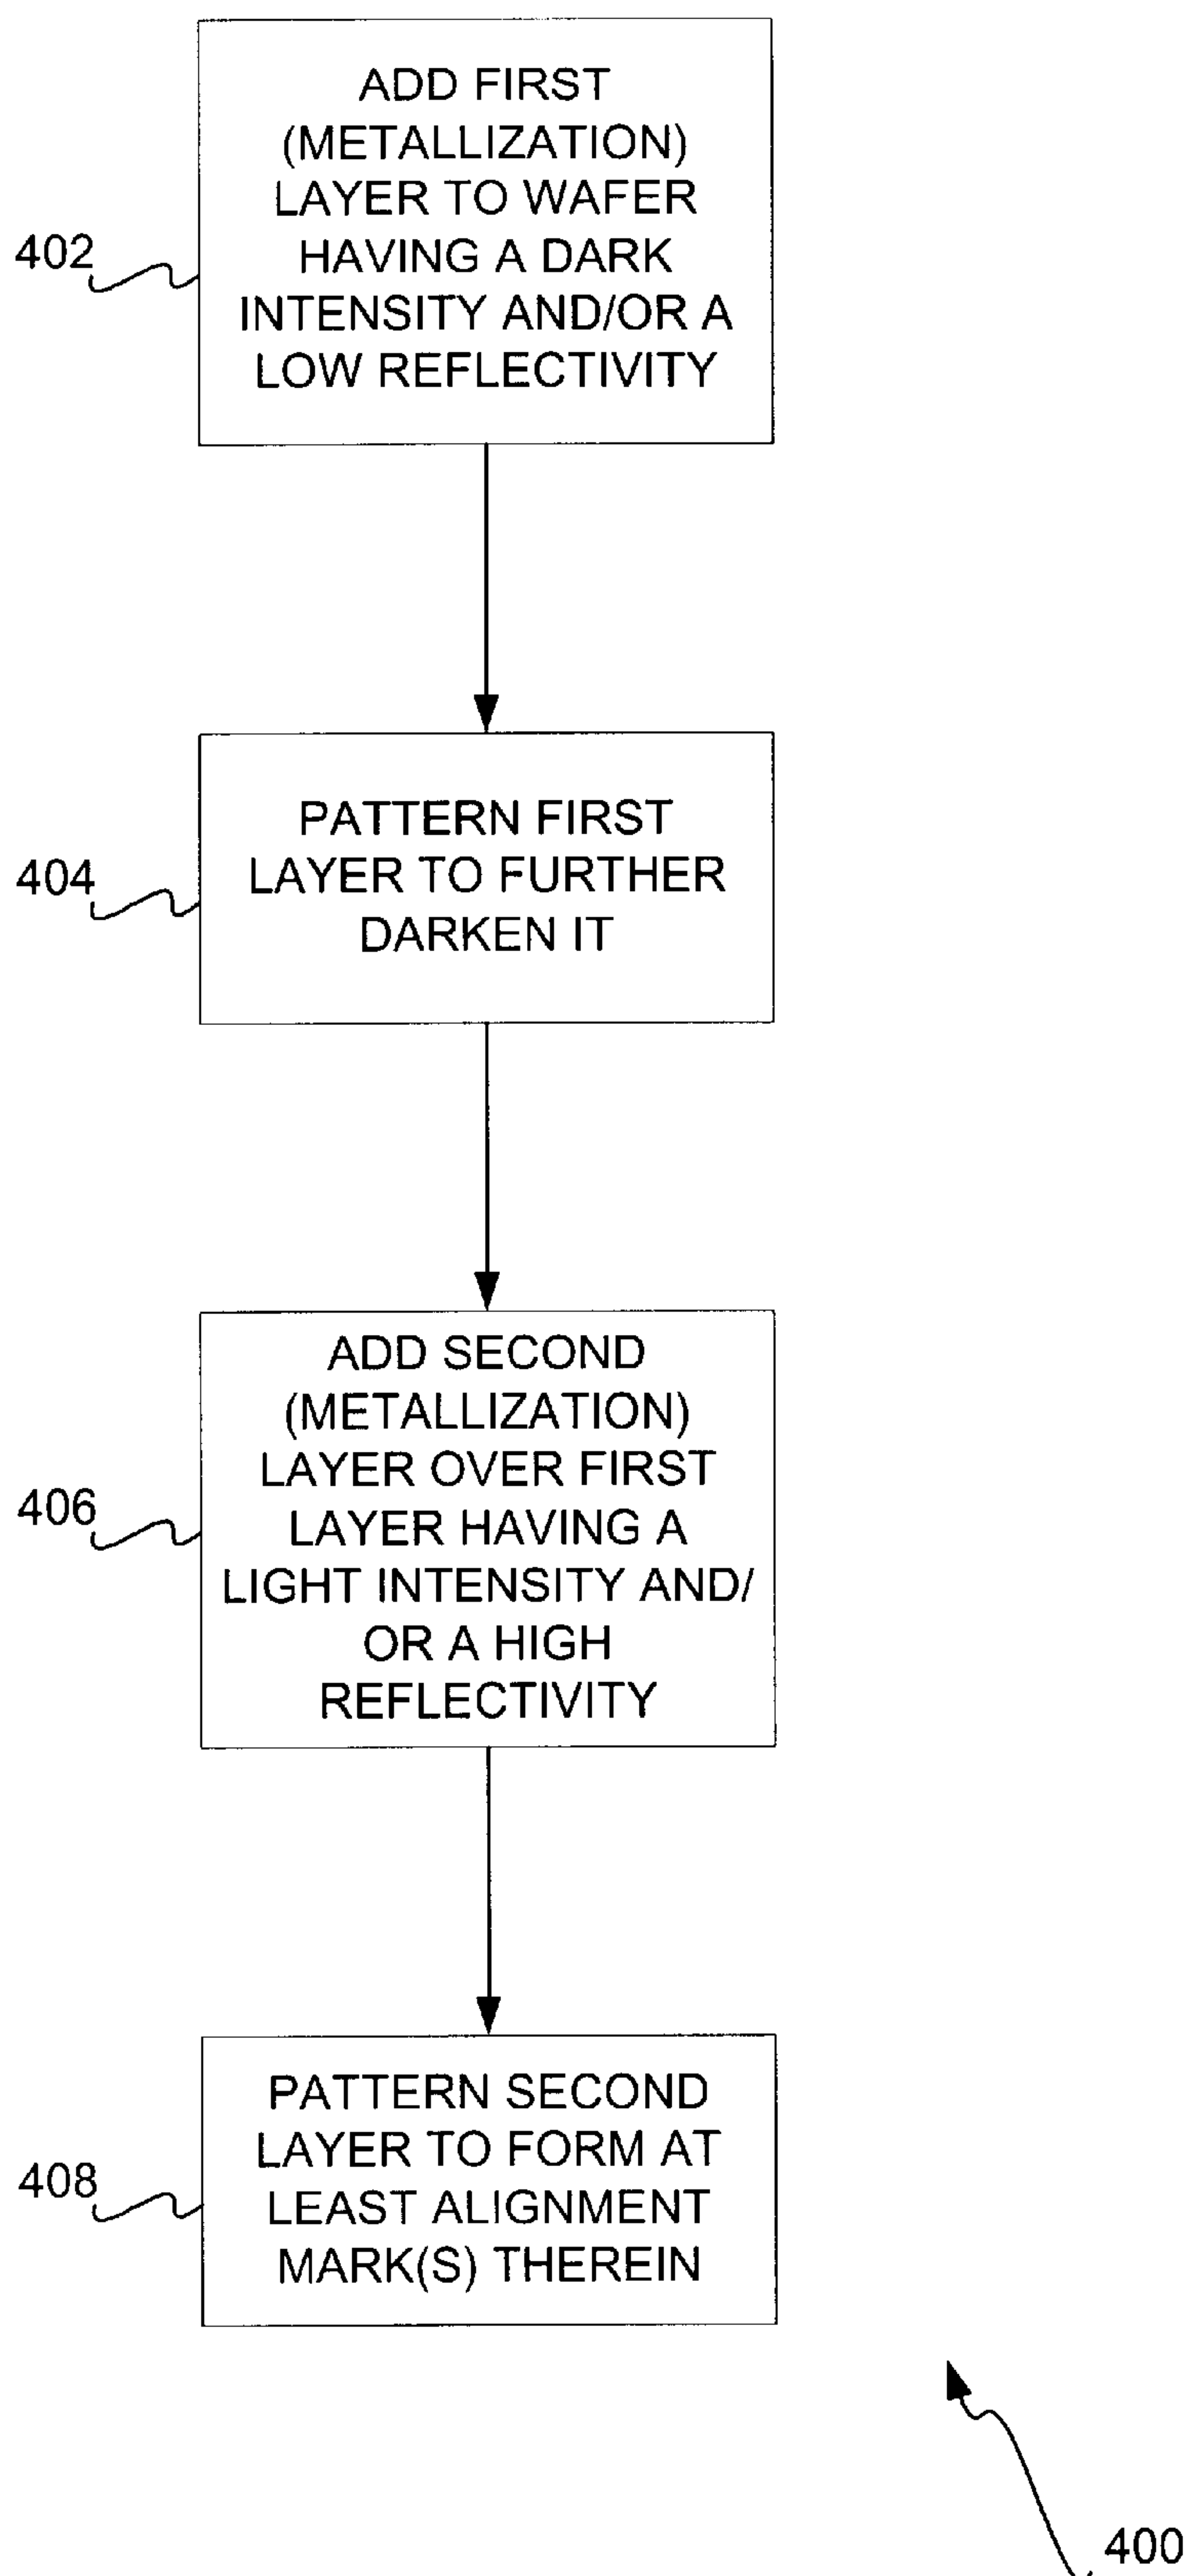 ADD FIRST
(METALLIZATION)
LAYER TO WAFER
HAVING A DARK
INTENSITY AND/OR A
LOW REFLECTIVITY
402
PATTERN FIRST
LAYER TO FURTHER
DARKEN IT
404
ADD SECOND
(METALLIZATION)
LAYER OVER FIRST
LAYER HAVING A
LIGHT INTENSITY AND/
OR A HIGH
REFLECTIVITY
406
PATTERN SECOND
LAYER TO FORM AT
LEAST ALIGNMENT
MARK(S) THEREIN
408
400